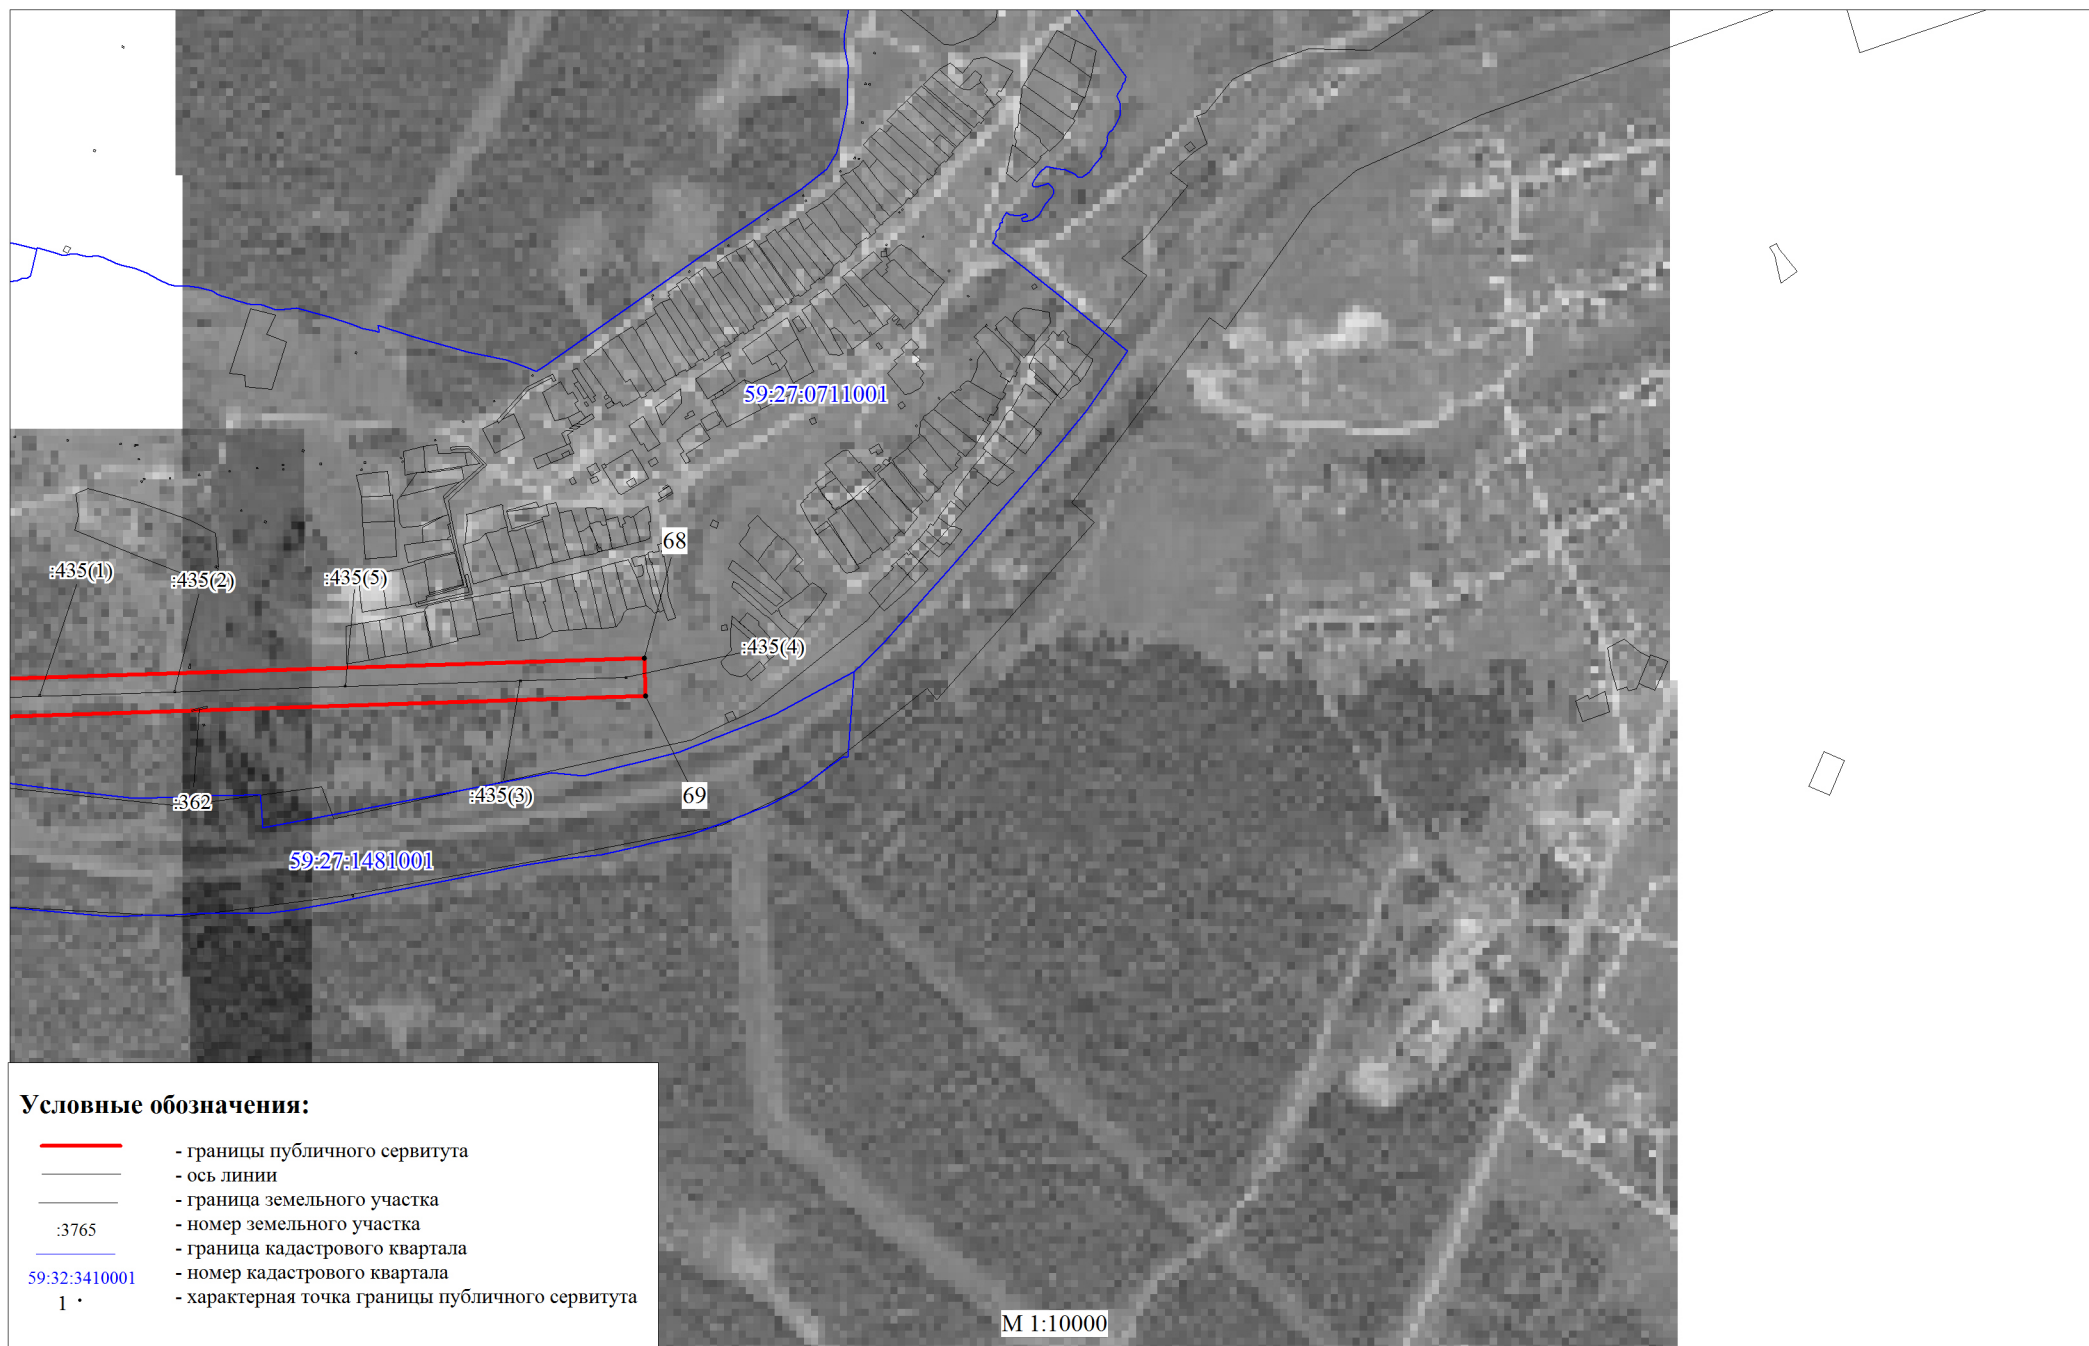 59:27:0711001
68
:435(1)
:435(2)
:435(5)
:435(4)
:362
:435(3)
69
59:27:1481001
Условные обозначения:
- границы публичного сервитута
- ось линии
- граница земельного участка
:3765 - номер земельного участка
- граница кадастрового квартала
59:32:3410001 - номер кадастрового квартала
1 - характерная точка границы публичного сервитута
М 1:10000